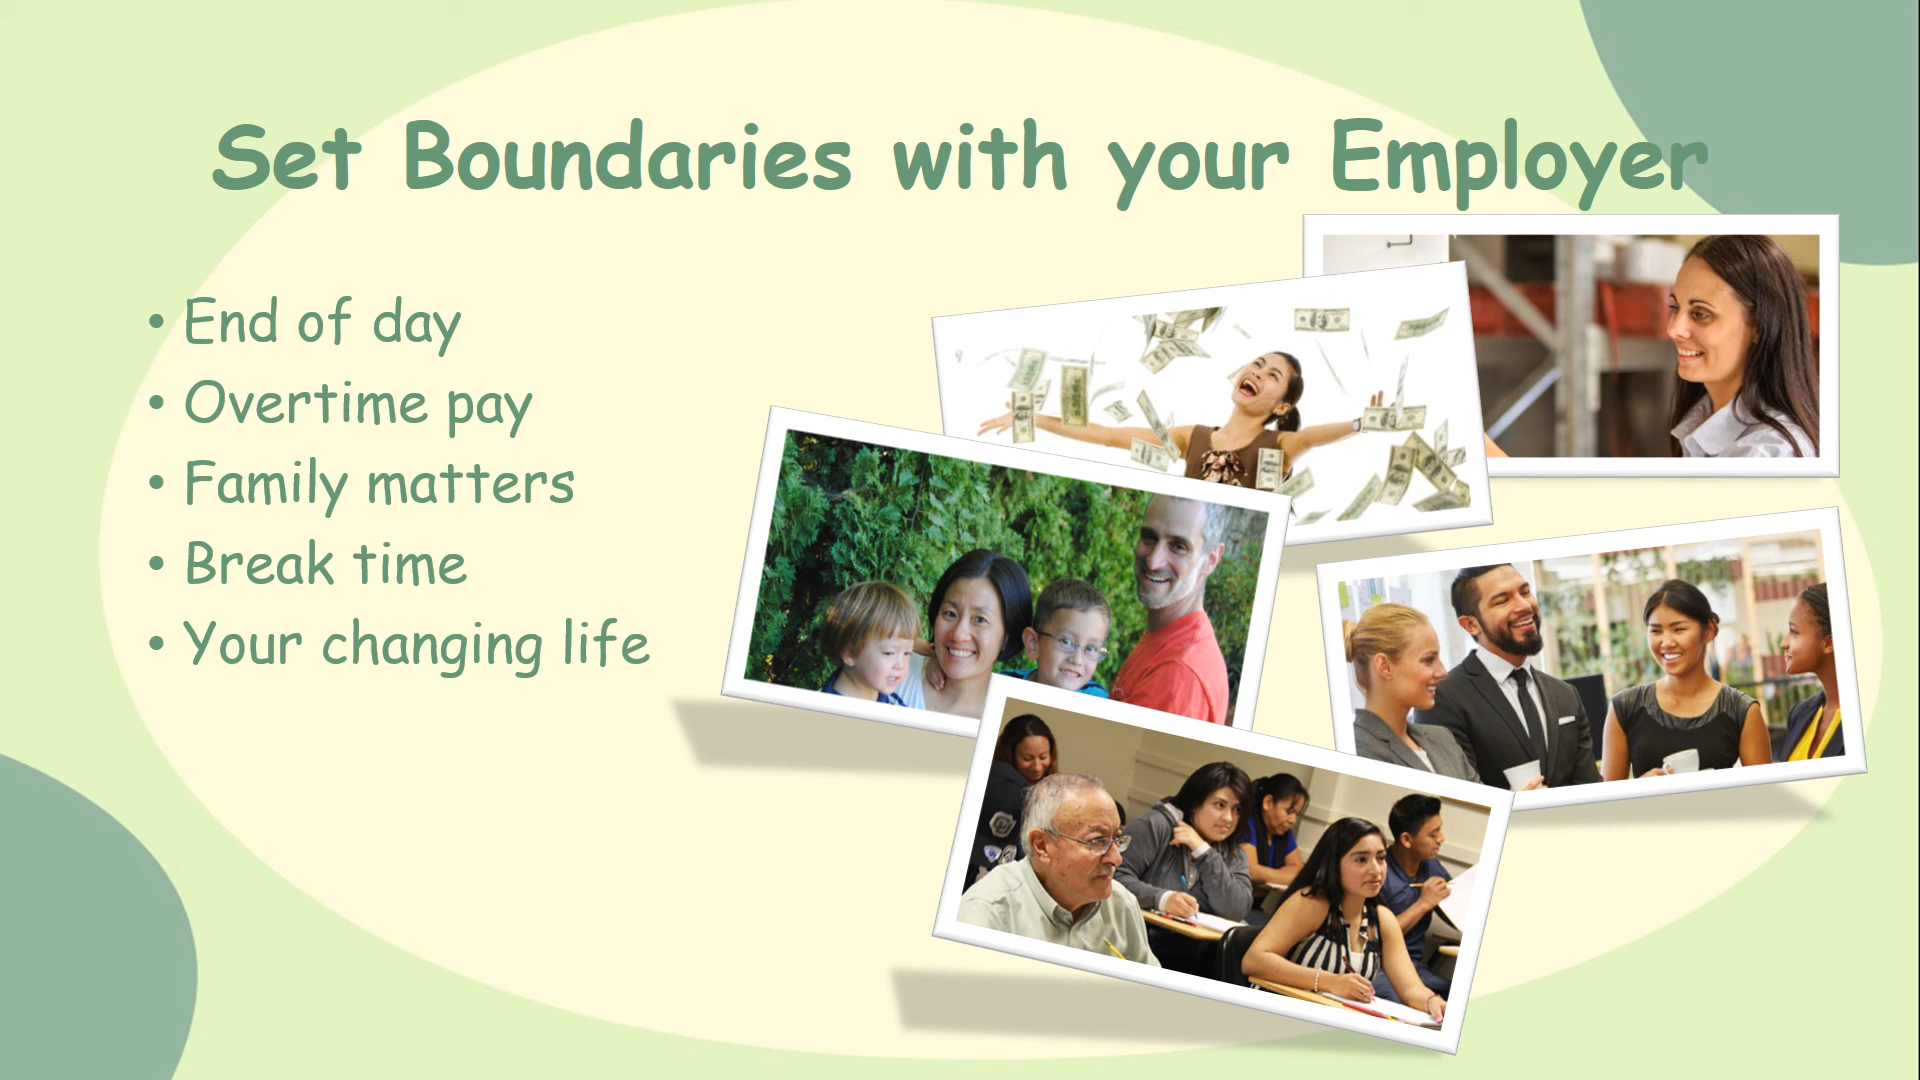 Set Boundaries with your Employer
• End of day
• Overtime pay
• Family matters
• Break time
• Your changing life